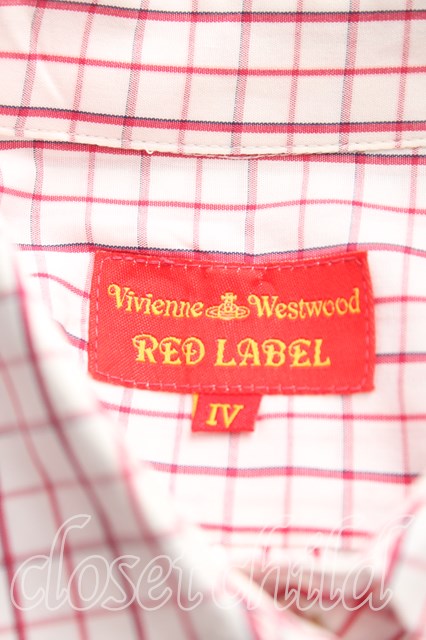 Vivienne Westwood
RED LABEL
IV
closet child